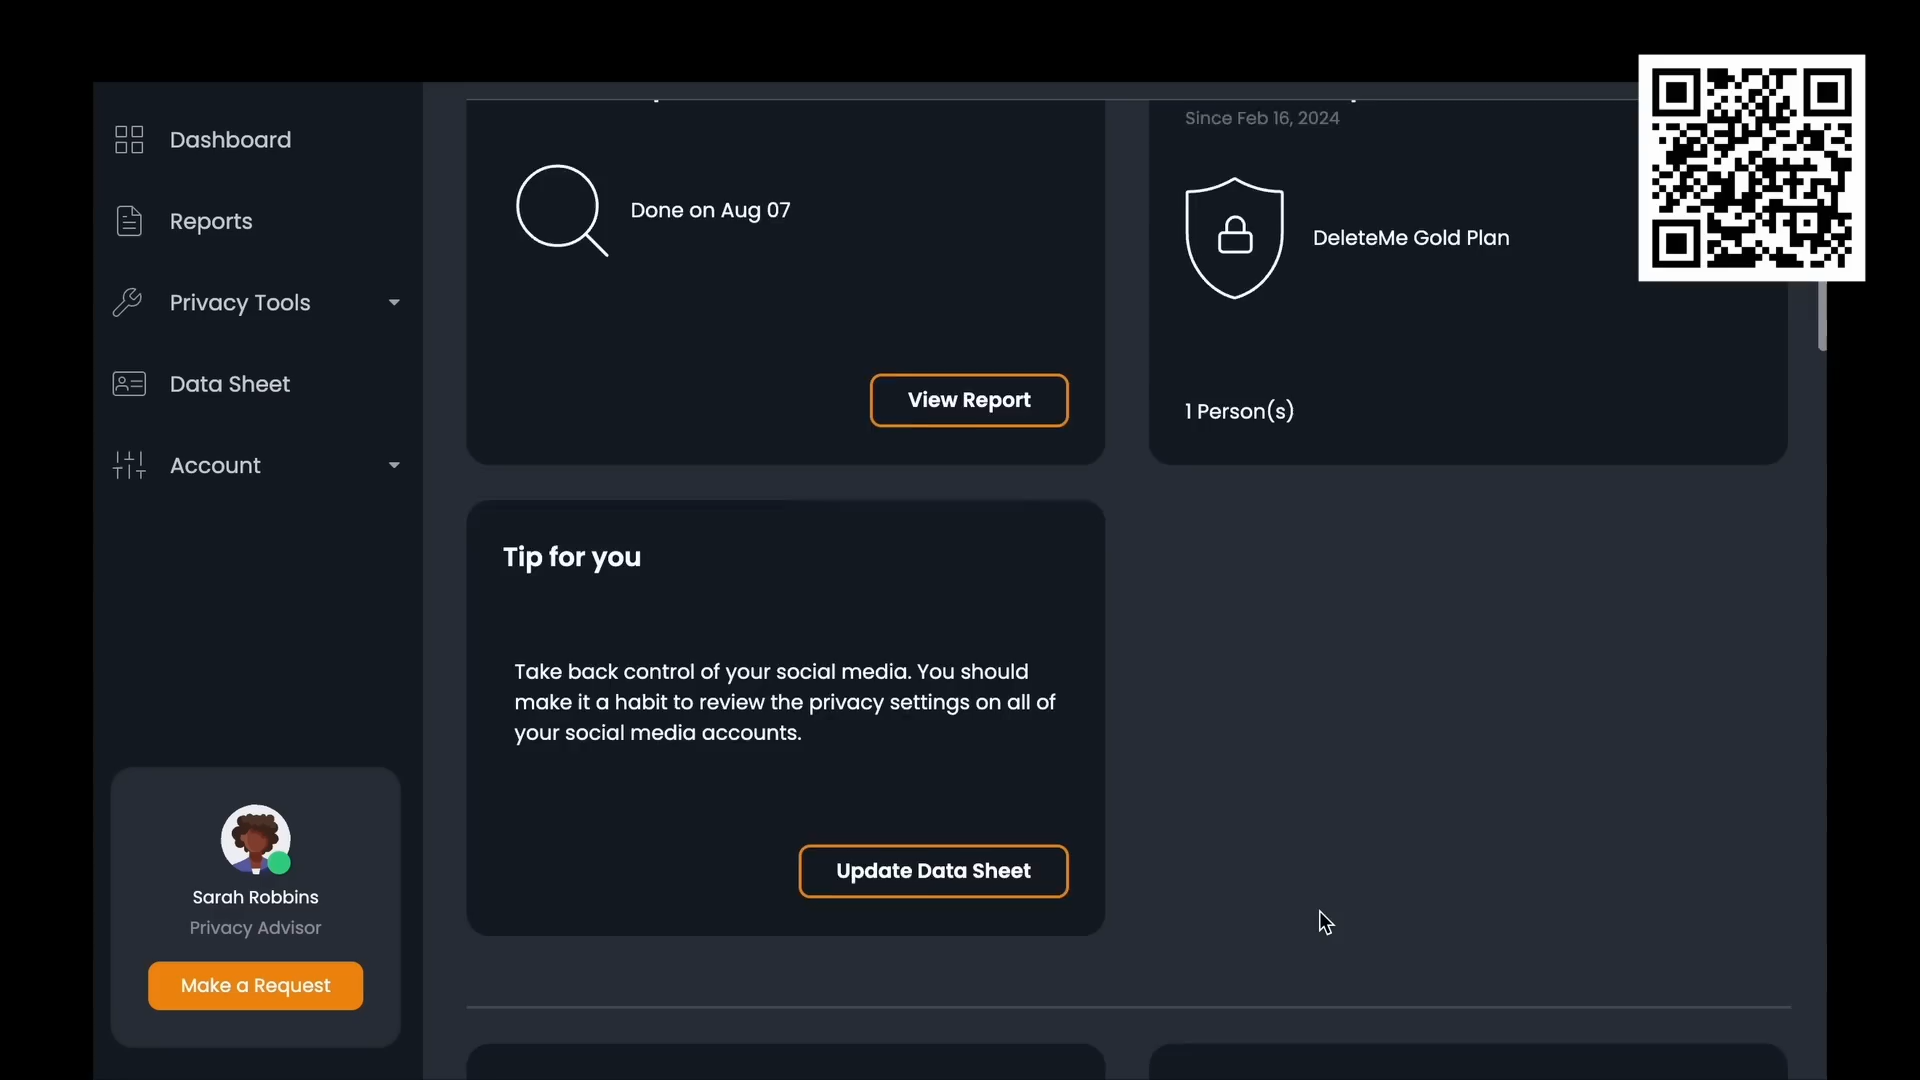 Dashboard
Reports
Privacy Tools
Data Sheet
Account
Sarah Robbins
Privacy Advisor
Make a Request
Done on Aug 07
View Report
Since Feb 16, 2024
DeleteMe Gold Plan
1 Person(s)
Tip for you
Take back control of your social media. You should
make it a habit to review the privacy settings on all of
your social media accounts.
Update Data Sheet